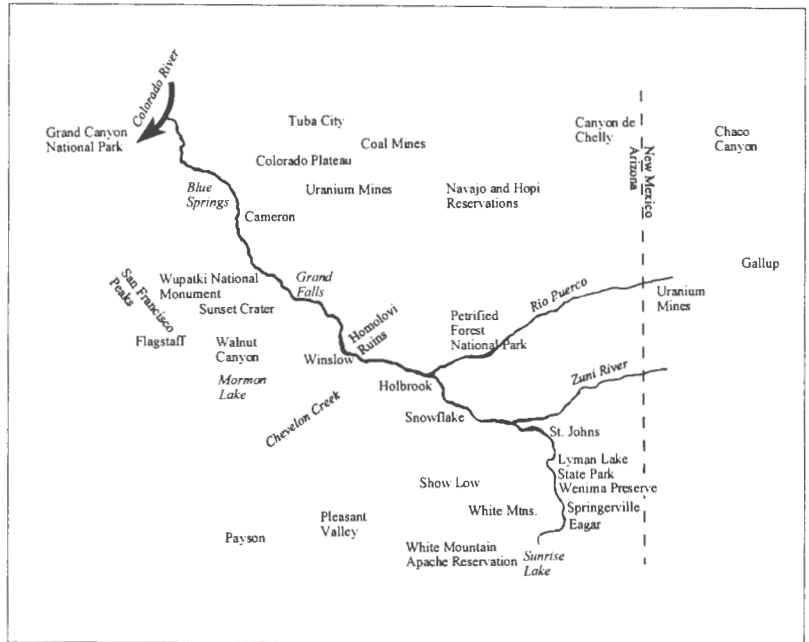 Colorado River
Grand Canyon
National Park
Tuba City
Coal Mines
Colorado Plateau
Canyon de
Chelly
Chaco
Canyon
New Mexico
Arizona
Blue
Springs
Uranium Mines
Navajo and Hopi
Reservations
Cameron
Gallup
San Francisco
Peaks
Wupatki National
Monument
Grand
Falls
Sunset Crater
Rio Puerco
Uranium
Mines
Flagstaff
Walnut
Canyon
Homolovi
Ruins
Petrified
Forest
National Park
Winslow
Mormon
Lake
Holbrook
Zuni River
Chevelon Creek
Snowflake
St. Johns
Lyman Lake
State Park
Wenima Preserve
Show Low
White Mtns.
Springerville
Eagar
Pleasant
Valley
Payson
White Mountain
Apache Reservation
Sunrise
Lake